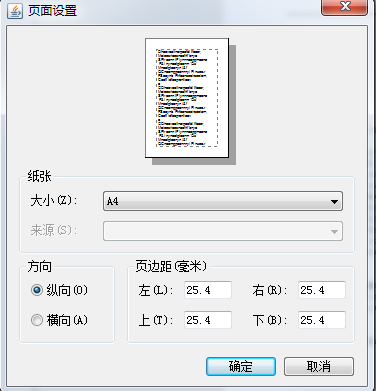 页面设置
纸张
大小(Z): A4
来源(S):
方向
纵向(O)
横向(A)
页边距(毫米)
左(L): 25.4 右(R): 25.4
上(T): 25.4 下(B): 25.4
确定 取消